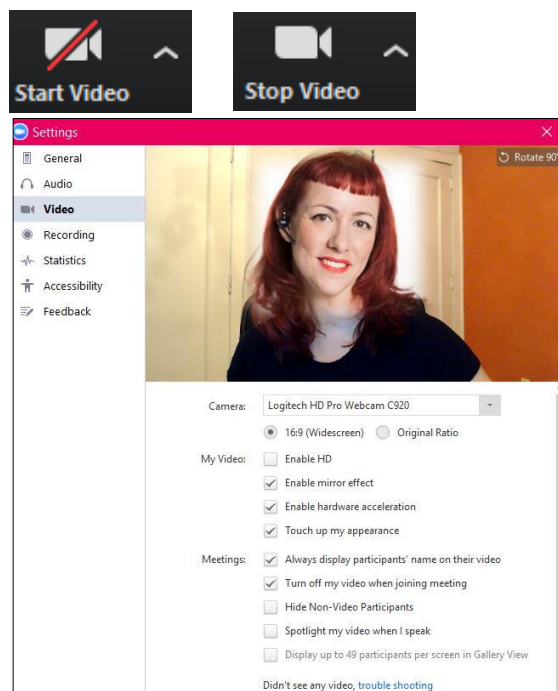 Start Video
Stop Video
Settings
Rotate 90°
General
Audio
Video
Recording
Statistics
Accessibility
Feedback
Camera: Logitech HD Pro Webcam C920
16:9 (Widescreen) Original Ratio
My Video: Enable HD
Enable mirror effect
Enable hardware acceleration
Touch up my appearance
Meetings: Always display participants' name on their video
Turn off my video when joining meeting
Hide Non-Video Participants
Spotlight my video when I speak
Display up to 49 participants per screen in Gallery View
Didn't see any video, trouble shooting